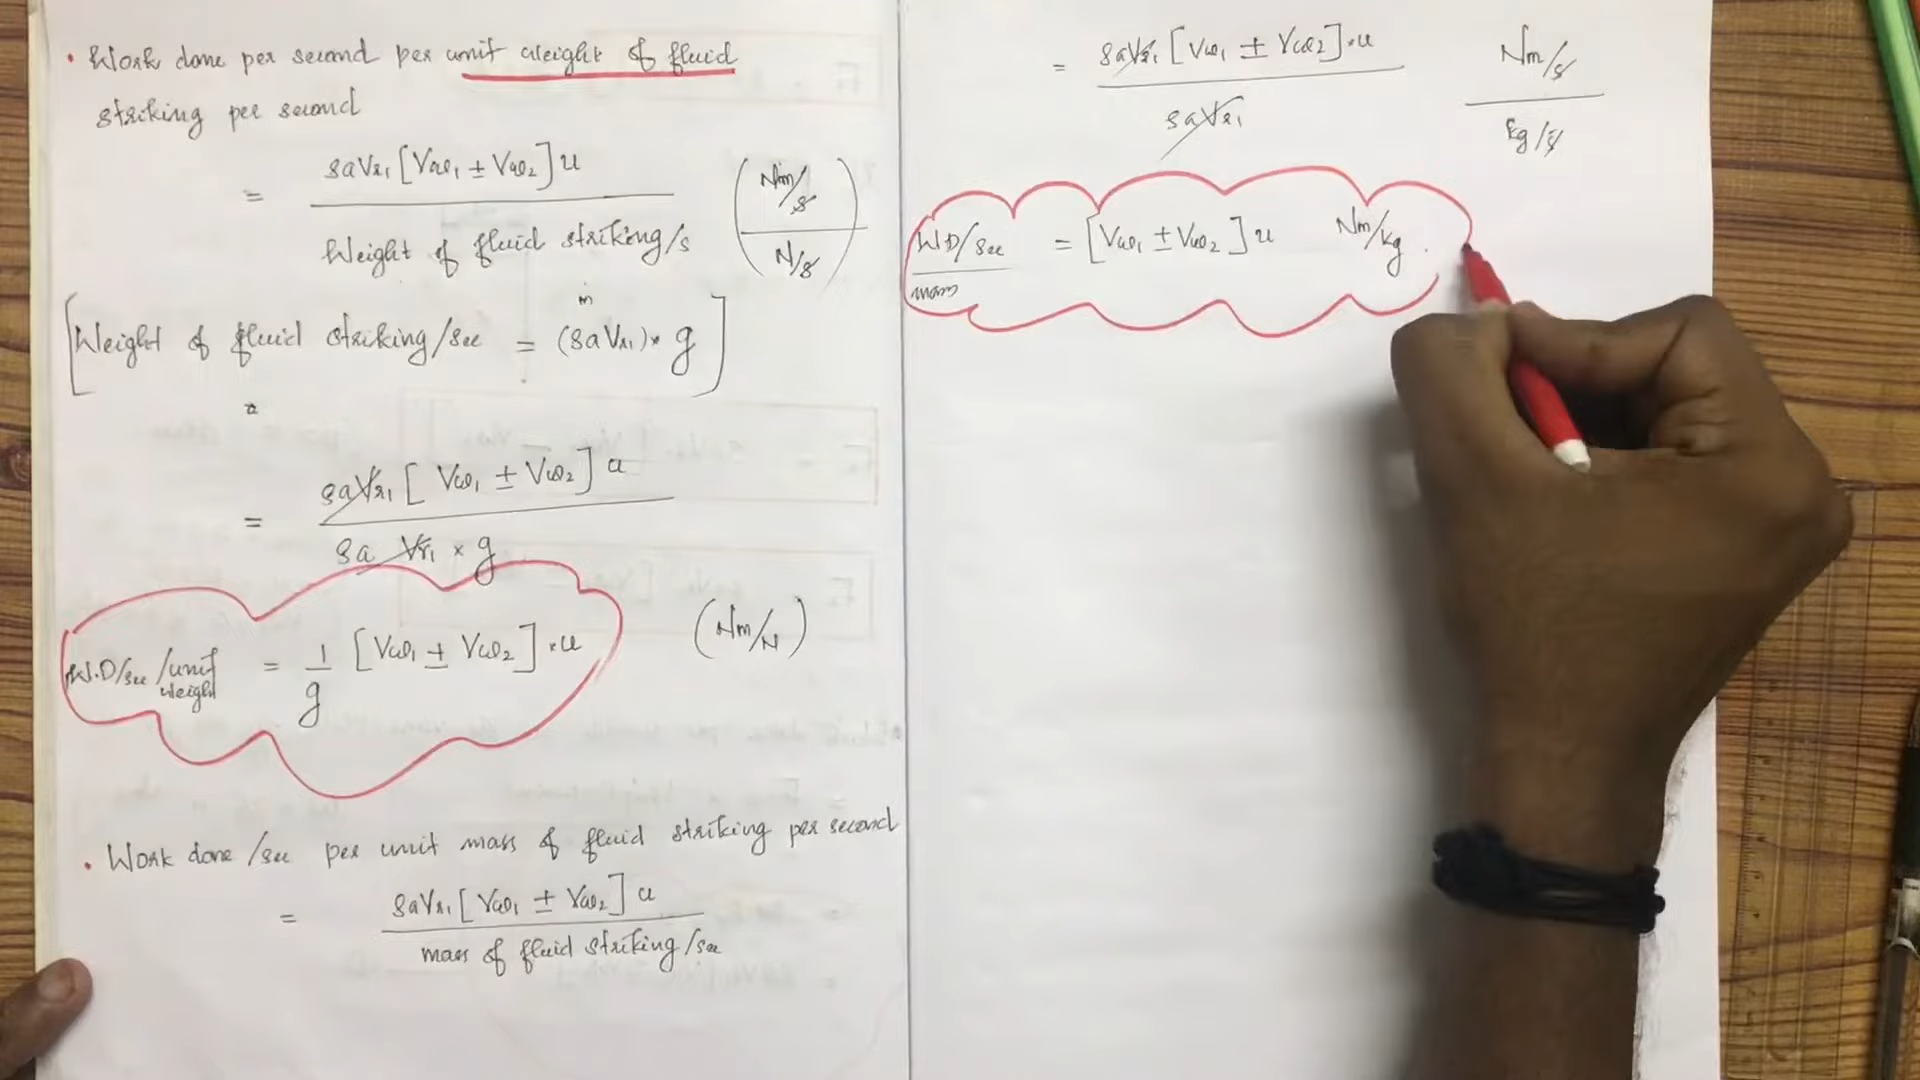 • Work done per second per unit weight of fluid
striking per second
= ρaVr₁[Vw₁ ± Vw₂]u / Weight of fluid striking/s (Nm/s / N/s)
[Weight of fluid striking/sec = (ρaVr₁)× g]
ṁ
= ρaVr₁[Vw₁ ± Vw₂]u / ρaVr₁ × g
W.D/sec/unit weight = 1/g [Vw₁ ± Vw₂]×u (Nm/N)
• Work done/sec per unit mass of fluid striking per second
= ρaVr₁[Vw₁ ± Vw₂]u / mass of fluid striking/sec
= ρaVr₁[Vw₁ ± Vw₂]×u / ρaVr₁ Nm/s / kg/s
WD/sec / mass = [Vw₁ ± Vw₂]u Nm/kg.